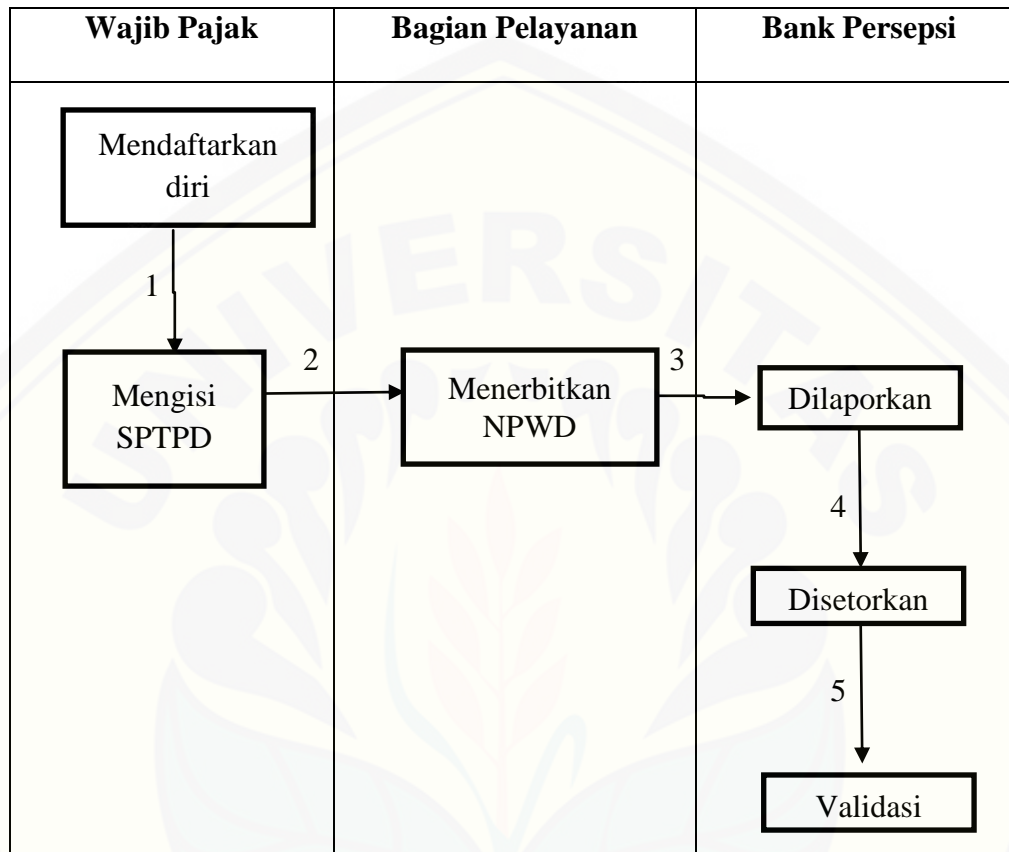 Wajib Pajak
Bagian Pelayanan
Bank Persepsi
Mendaftarkan
diri
1
Mengisi
SPTPD
2
Menerbitkan
NPWD
3
Dilaporkan
4
Disetorkan
5
Validasi
UNIVERSITAS